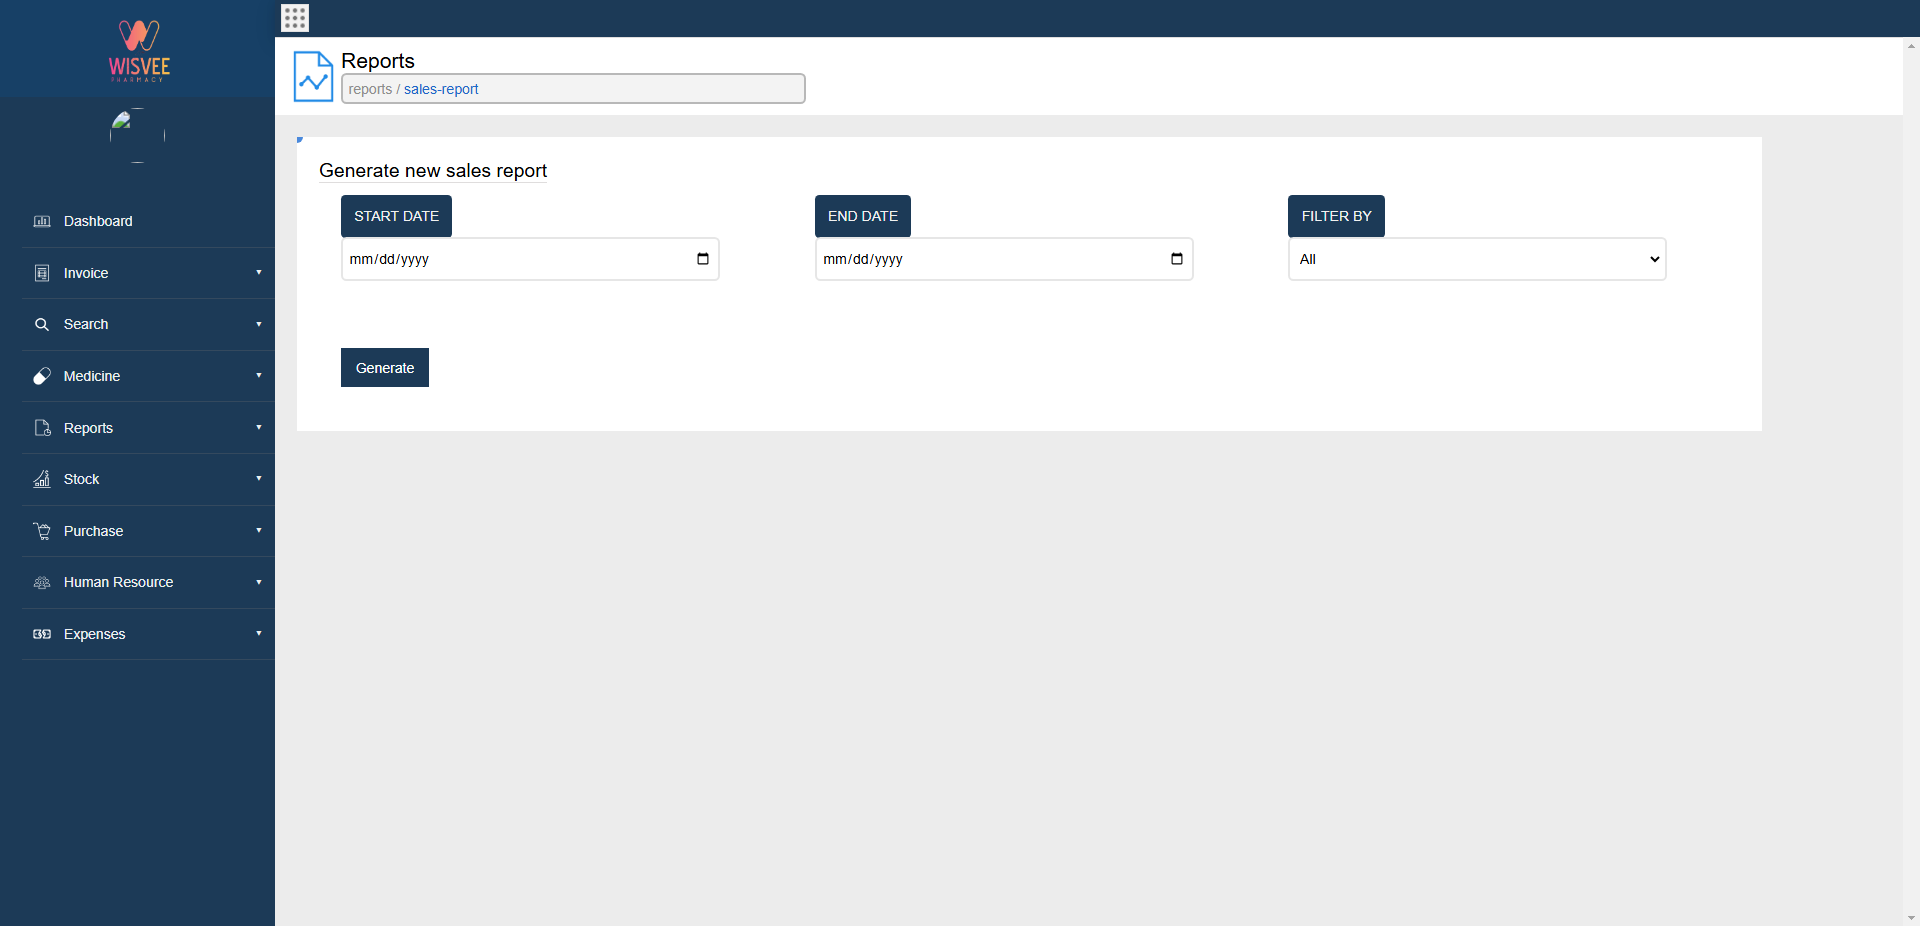 WISVEE
PHARMACY
Dashboard
Invoice
Search
Medicine
Reports
Stock
Purchase
Human Resource
Expenses
Reports
reports / sales-report
Generate new sales report
START DATE
mm/dd/yyyy
END DATE
mm/dd/yyyy
FILTER BY
All
Generate